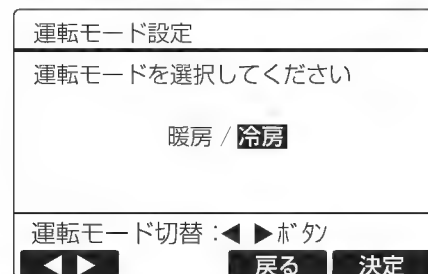 運転モード設定
運転モードを選択してください
暖房 / 冷房
運転モード切替:◀ ▶ボタン
◀ ▶ 戻る 決定